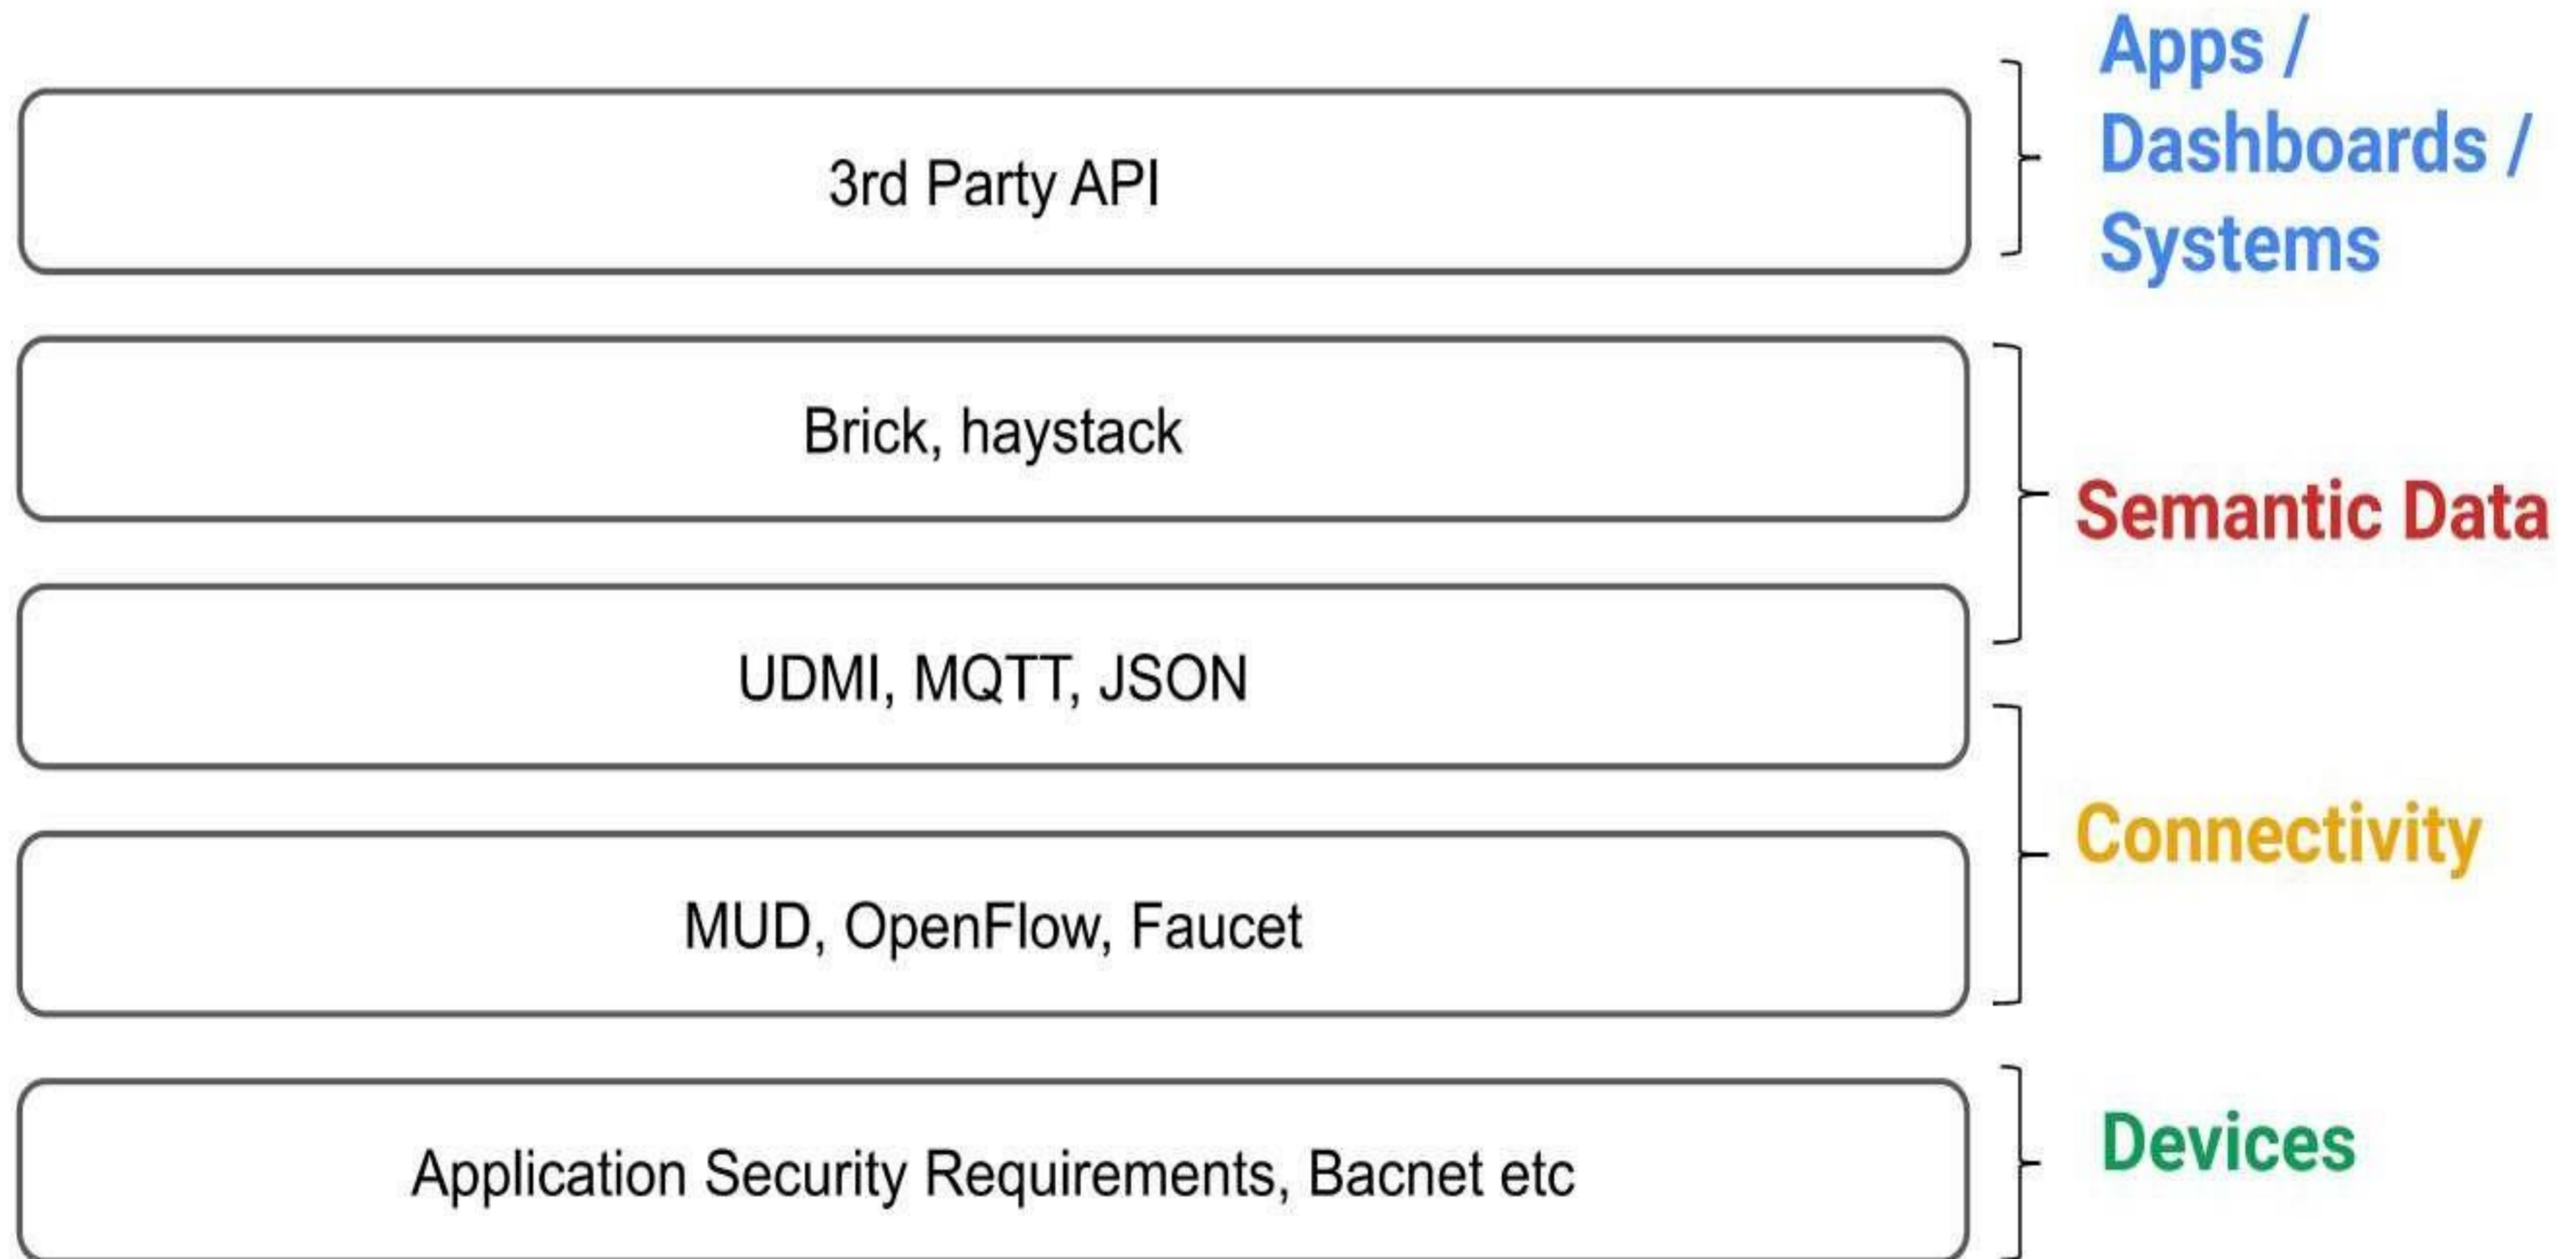 Apps /
Dashboards /
Systems
3rd Party API
Brick, haystack
Semantic Data
UDMI, MQTT, JSON
Connectivity
MUD, OpenFlow, Faucet
Devices
Application Security Requirements, Bacnet etc